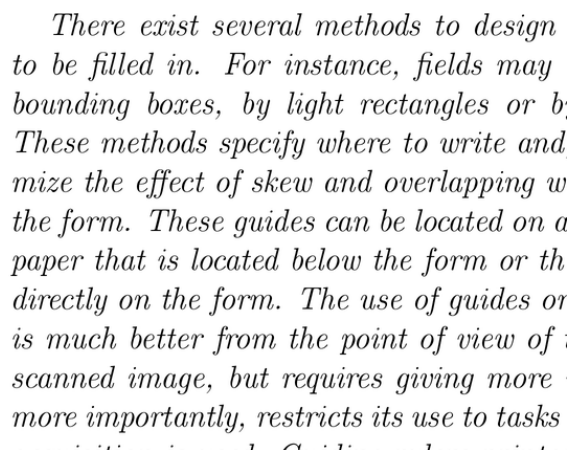 There exist several methods to design
to be filled in. For instance, fields may
bounding boxes, by light rectangles or by
These methods specify where to write and
mize the effect of skew and overlapping
the form. These guides can be located on a
paper that is located below the form or
directly on the form. The use of guides
is much better from the point of view of
scanned image, but requires giving more
more importantly, restricts its use to tasks